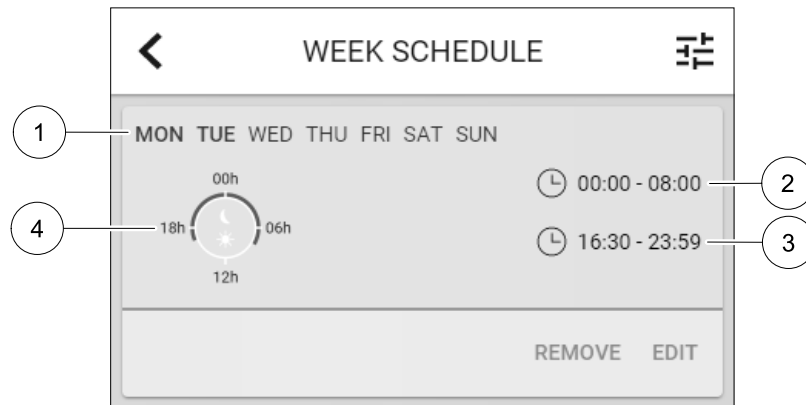 WEEK SCHEDULE
1
MON TUE WED THU FRI SAT SUN
00h
00:00 - 08:00
2
4
18h
06h
16:30 - 23:59
3
12h
REMOVE EDIT